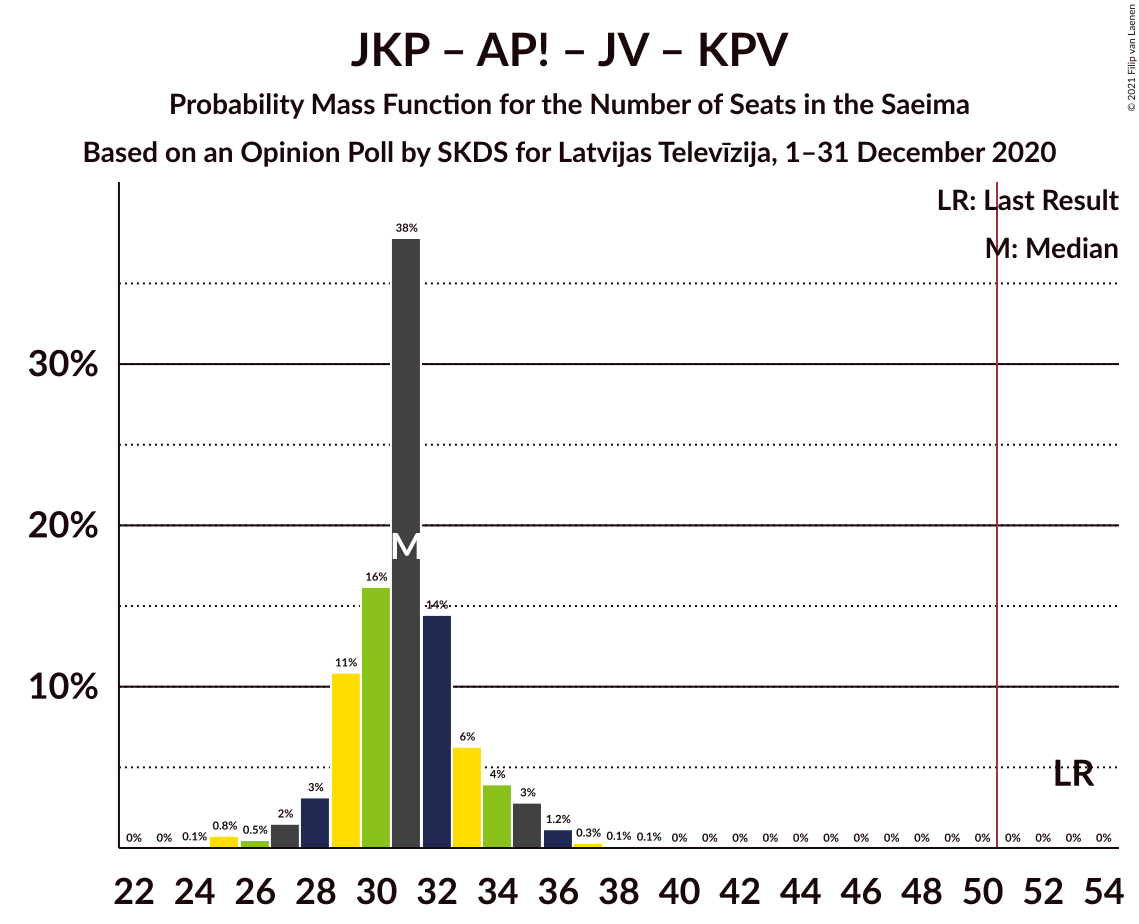 JKP – AP! – JV – KPV
Probability Mass Function for the Number of Seats in the Saeima
Based on an Opinion Poll by SKDS for Latvijas Televīzija, 1–31 December 2020
© 2021 Filip van Laenen
LR: Last Result
M: Median
30%
20%
10%
0% 0% 0.1% 0.8% 0.5% 2% 3% 11% 16% 38% 14% 6% 4% 3% 1.2% 0.3% 0.1% 0.1% 0% 0% 0% 0% 0% 0% 0% 0% 0% 0% 0% 0% 0% 0% 0%
M
LR
22 24 26 28 30 32 34 36 38 40 42 44 46 48 50 52 54